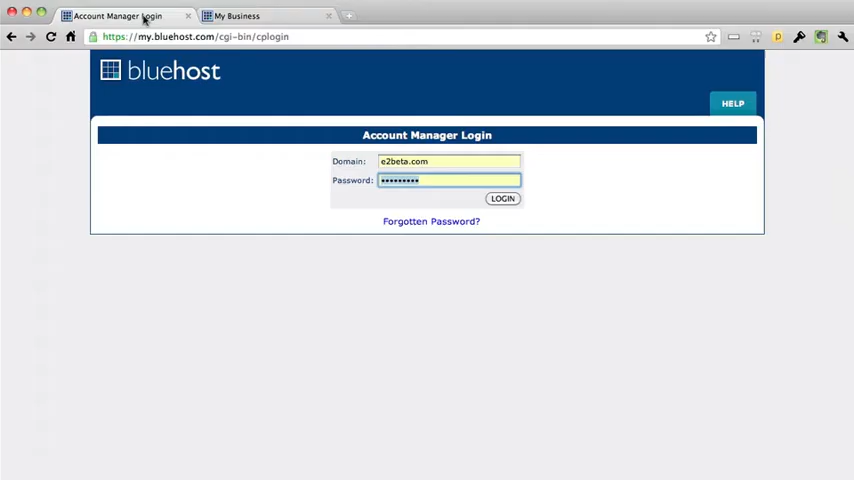 Account Manager Login
My Business
https://my.bluehost.com/cgi-bin/cplogin
bluehost
HELP
Account Manager Login
Domain: e2beta.com
Password: •••••••••
LOGIN
Forgotten Password?